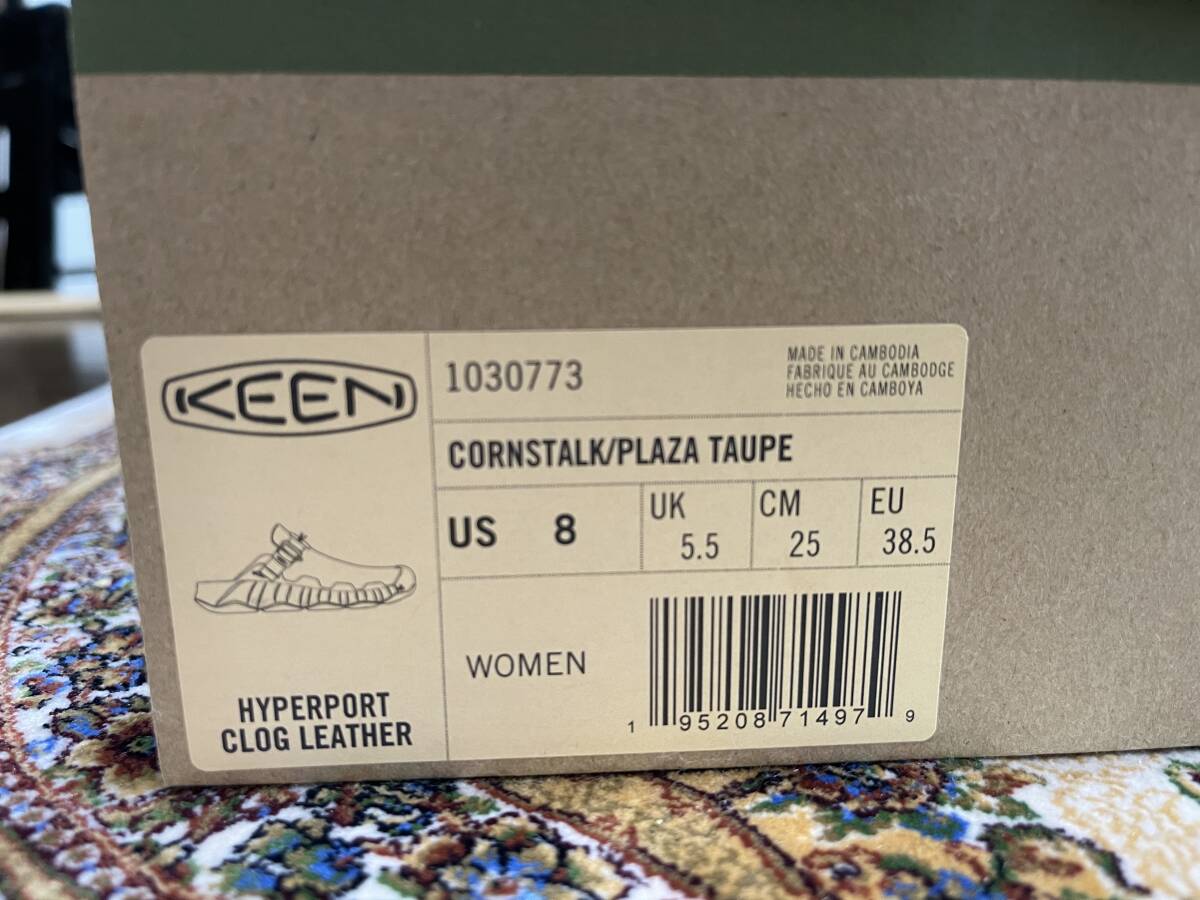 KEEN
1030773
MADE IN CAMBODIA
FABRIQUE AU CAMBODGE
HECHO EN CAMBOYA
CORNSTALK/PLAZA TAUPE
US 8
UK 5.5
CM 25
EU 38.5
WOMEN
HYPERPORT
CLOG LEATHER
1 95208 71497 9